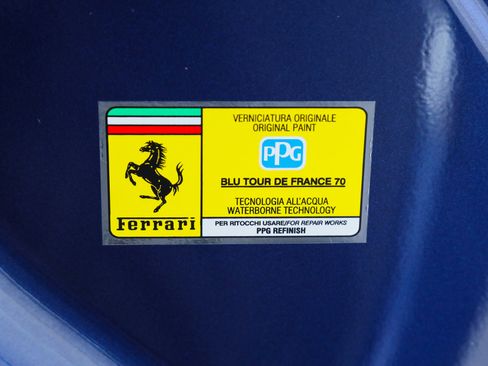 Ferrari
VERNICIATURA ORIGINALE
ORIGINAL PAINT
PPG
BLU TOUR DE FRANCE 70
TECNOLOGIA ALL'ACQUA
WATERBORNE TECHNOLOGY
PER RITOCCHI USARE/FOR REPAIR WORKS
PPG REFINISH